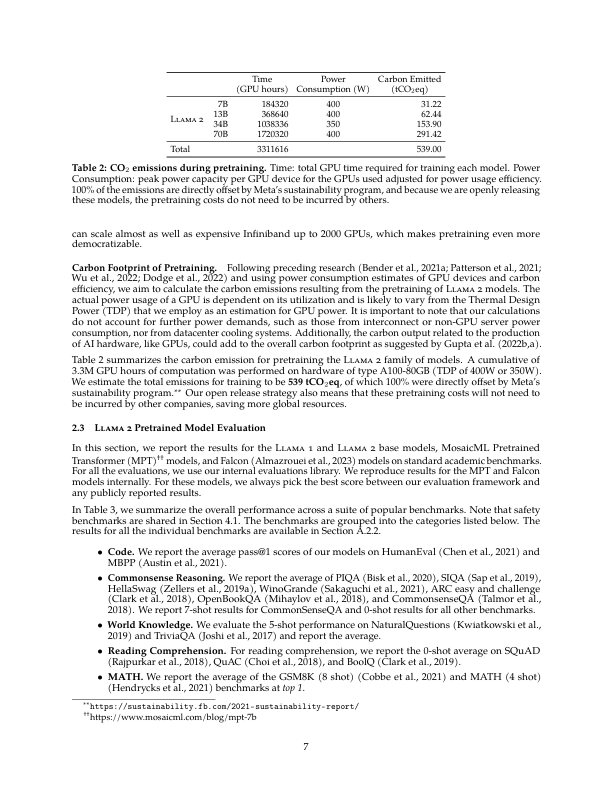 Time Power Carbon Emitted
(GPU hours) Consumption (W) (tCO₂eq)
7B 184320 400 31.22
13B 368640 400 62.44
LLAMA 2
34B 1038336 350 153.90
70B 1720320 400 291.42
Total 3311616 539.00
Table 2: CO₂ emissions during pretraining. Time: total GPU time required for training each model. Power
Consumption: peak power capacity per GPU device for the GPUs used adjusted for power usage efficiency.
100% of the emissions are directly offset by Meta's sustainability program, and because we are openly releasing
these models, the pretraining costs do not need to be incurred by others.
can scale almost as well as expensive Infiniband up to 2000 GPUs, which makes pretraining even more
democratizable.
Carbon Footprint of Pretraining. Following preceding research (Bender et al., 2021a; Patterson et al., 2021;
Wu et al., 2022; Dodge et al., 2022) and using power consumption estimates of GPU devices and carbon
efficiency, we aim to calculate the carbon emissions resulting from the pretraining of LLAMA 2 models. The
actual power usage of a GPU is dependent on its utilization and is likely to vary from the Thermal Design
Power (TDP) that we employ as an estimation for GPU power. It is important to note that our calculations
do not account for further power demands, such as those from interconnect or non-GPU server power
consumption, nor from datacenter cooling systems. Additionally, the carbon output related to the production
of AI hardware, like GPUs, could add to the overall carbon footprint as suggested by Gupta et al. (2022b,a).
Table 2 summarizes the carbon emission for pretraining the LLAMA 2 family of models. A cumulative of
3.3M GPU hours of computation was performed on hardware of type A100-80GB (TDP of 400W or 350W).
We estimate the total emissions for training to be 539 tCO₂eq, of which 100% were directly offset by Meta's
sustainability program.** Our open release strategy also means that these pretraining costs will not need to
be incurred by other companies, saving more global resources.
2.3 LLAMA 2 Pretrained Model Evaluation
In this section, we report the results for the LLAMA 1 and LLAMA 2 base models, MosaicML Pretrained
Transformer (MPT)†† models, and Falcon (Almazrouei et al., 2023) models on standard academic benchmarks.
For all the evaluations, we use our internal evaluations library. We reproduce results for the MPT and Falcon
models internally. For these models, we always pick the best score between our evaluation framework and
any publicly reported results.
In Table 3, we summarize the overall performance across a suite of popular benchmarks. Note that safety
benchmarks are shared in Section 4.1. The benchmarks are grouped into the categories listed below. The
results for all the individual benchmarks are available in Section A.2.2.
• Code. We report the average pass@1 scores of our models on HumanEval (Chen et al., 2021) and
MBPP (Austin et al., 2021).
• Commonsense Reasoning. We report the average of PIQA (Bisk et al., 2020), SIQA (Sap et al., 2019),
HellaSwag (Zellers et al., 2019a), WinoGrande (Sakaguchi et al., 2021), ARC easy and challenge
(Clark et al., 2018), OpenBookQA (Mihaylov et al., 2018), and CommonsenseQA (Talmor et al.,
2018). We report 7-shot results for CommonSenseQA and 0-shot results for all other benchmarks.
• World Knowledge. We evaluate the 5-shot performance on NaturalQuestions (Kwiatkowski et al.,
2019) and TriviaQA (Joshi et al., 2017) and report the average.
• Reading Comprehension. For reading comprehension, we report the 0-shot average on SQuAD
(Rajpurkar et al., 2018), QuAC (Choi et al., 2018), and BoolQ (Clark et al., 2019).
• MATH. We report the average of the GSM8K (8 shot) (Cobbe et al., 2021) and MATH (4 shot)
(Hendrycks et al., 2021) benchmarks at top 1.
**https://sustainability.fb.com/2021-sustainability-report/
††https://www.mosaicml.com/blog/mpt-7b
7